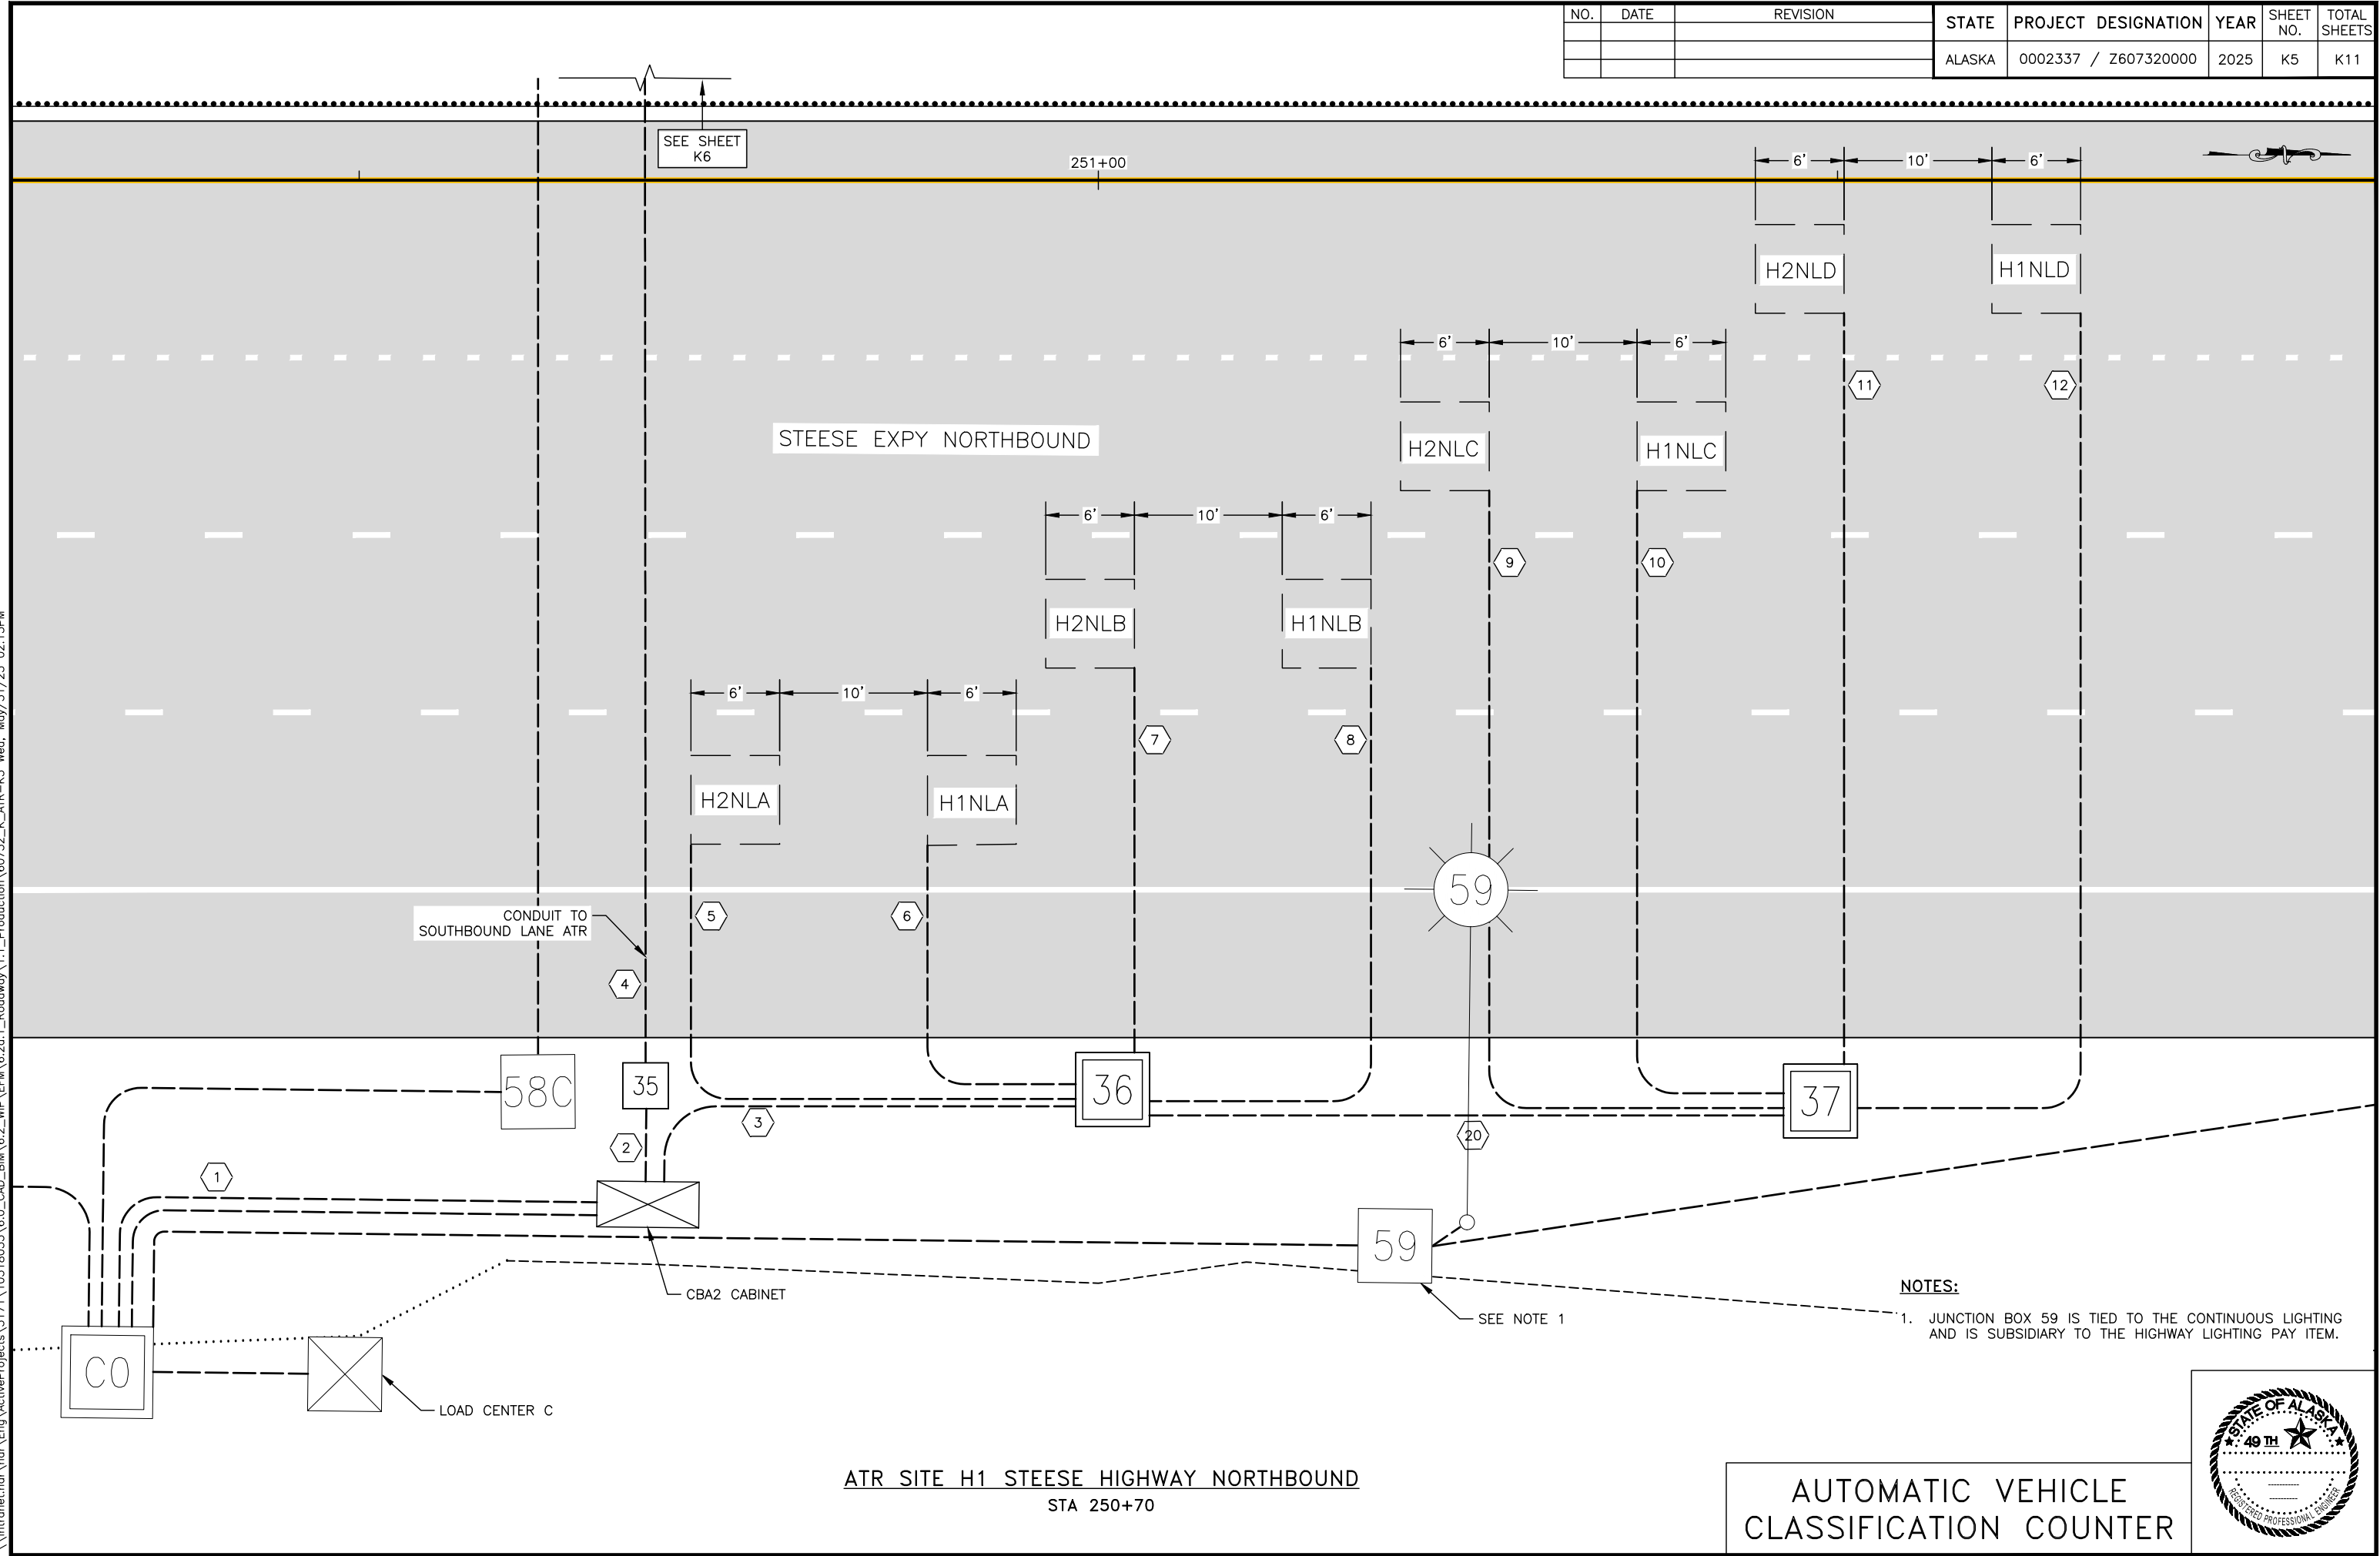 NO. DATE REVISION
STATE PROJECT DESIGNATION YEAR SHEET NO. TOTAL SHEETS
ALASKA 0002337 / Z607320000 2025 K5 K11
SEE SHEET
K6
251+00
6' 10' 6'
H2NLD H1NLD
6' 10' 6'
11 12
STEESE EXPY NORTHBOUND
H2NLC H1NLC
6' 10' 6'
9 10
H2NLB H1NLB
6' 10' 6'
7 8
H2NLA H1NLA
59
CONDUIT TO
SOUTHBOUND LANE ATR
5 6
4
58C 35 36 37
3
20
2
1
59
CBA2 CABINET
SEE NOTE 1
NOTES:
1. JUNCTION BOX 59 IS TIED TO THE CONTINUOUS LIGHTING
AND IS SUBSIDIARY TO THE HIGHWAY LIGHTING PAY ITEM.
C0
LOAD CENTER C
ATR SITE H1 STEESE HIGHWAY NORTHBOUND
STA 250+70
AUTOMATIC VEHICLE
CLASSIFICATION COUNTER
STATE OF ALASKA
49 TH
REGISTERED PROFESSIONAL ENGINEER